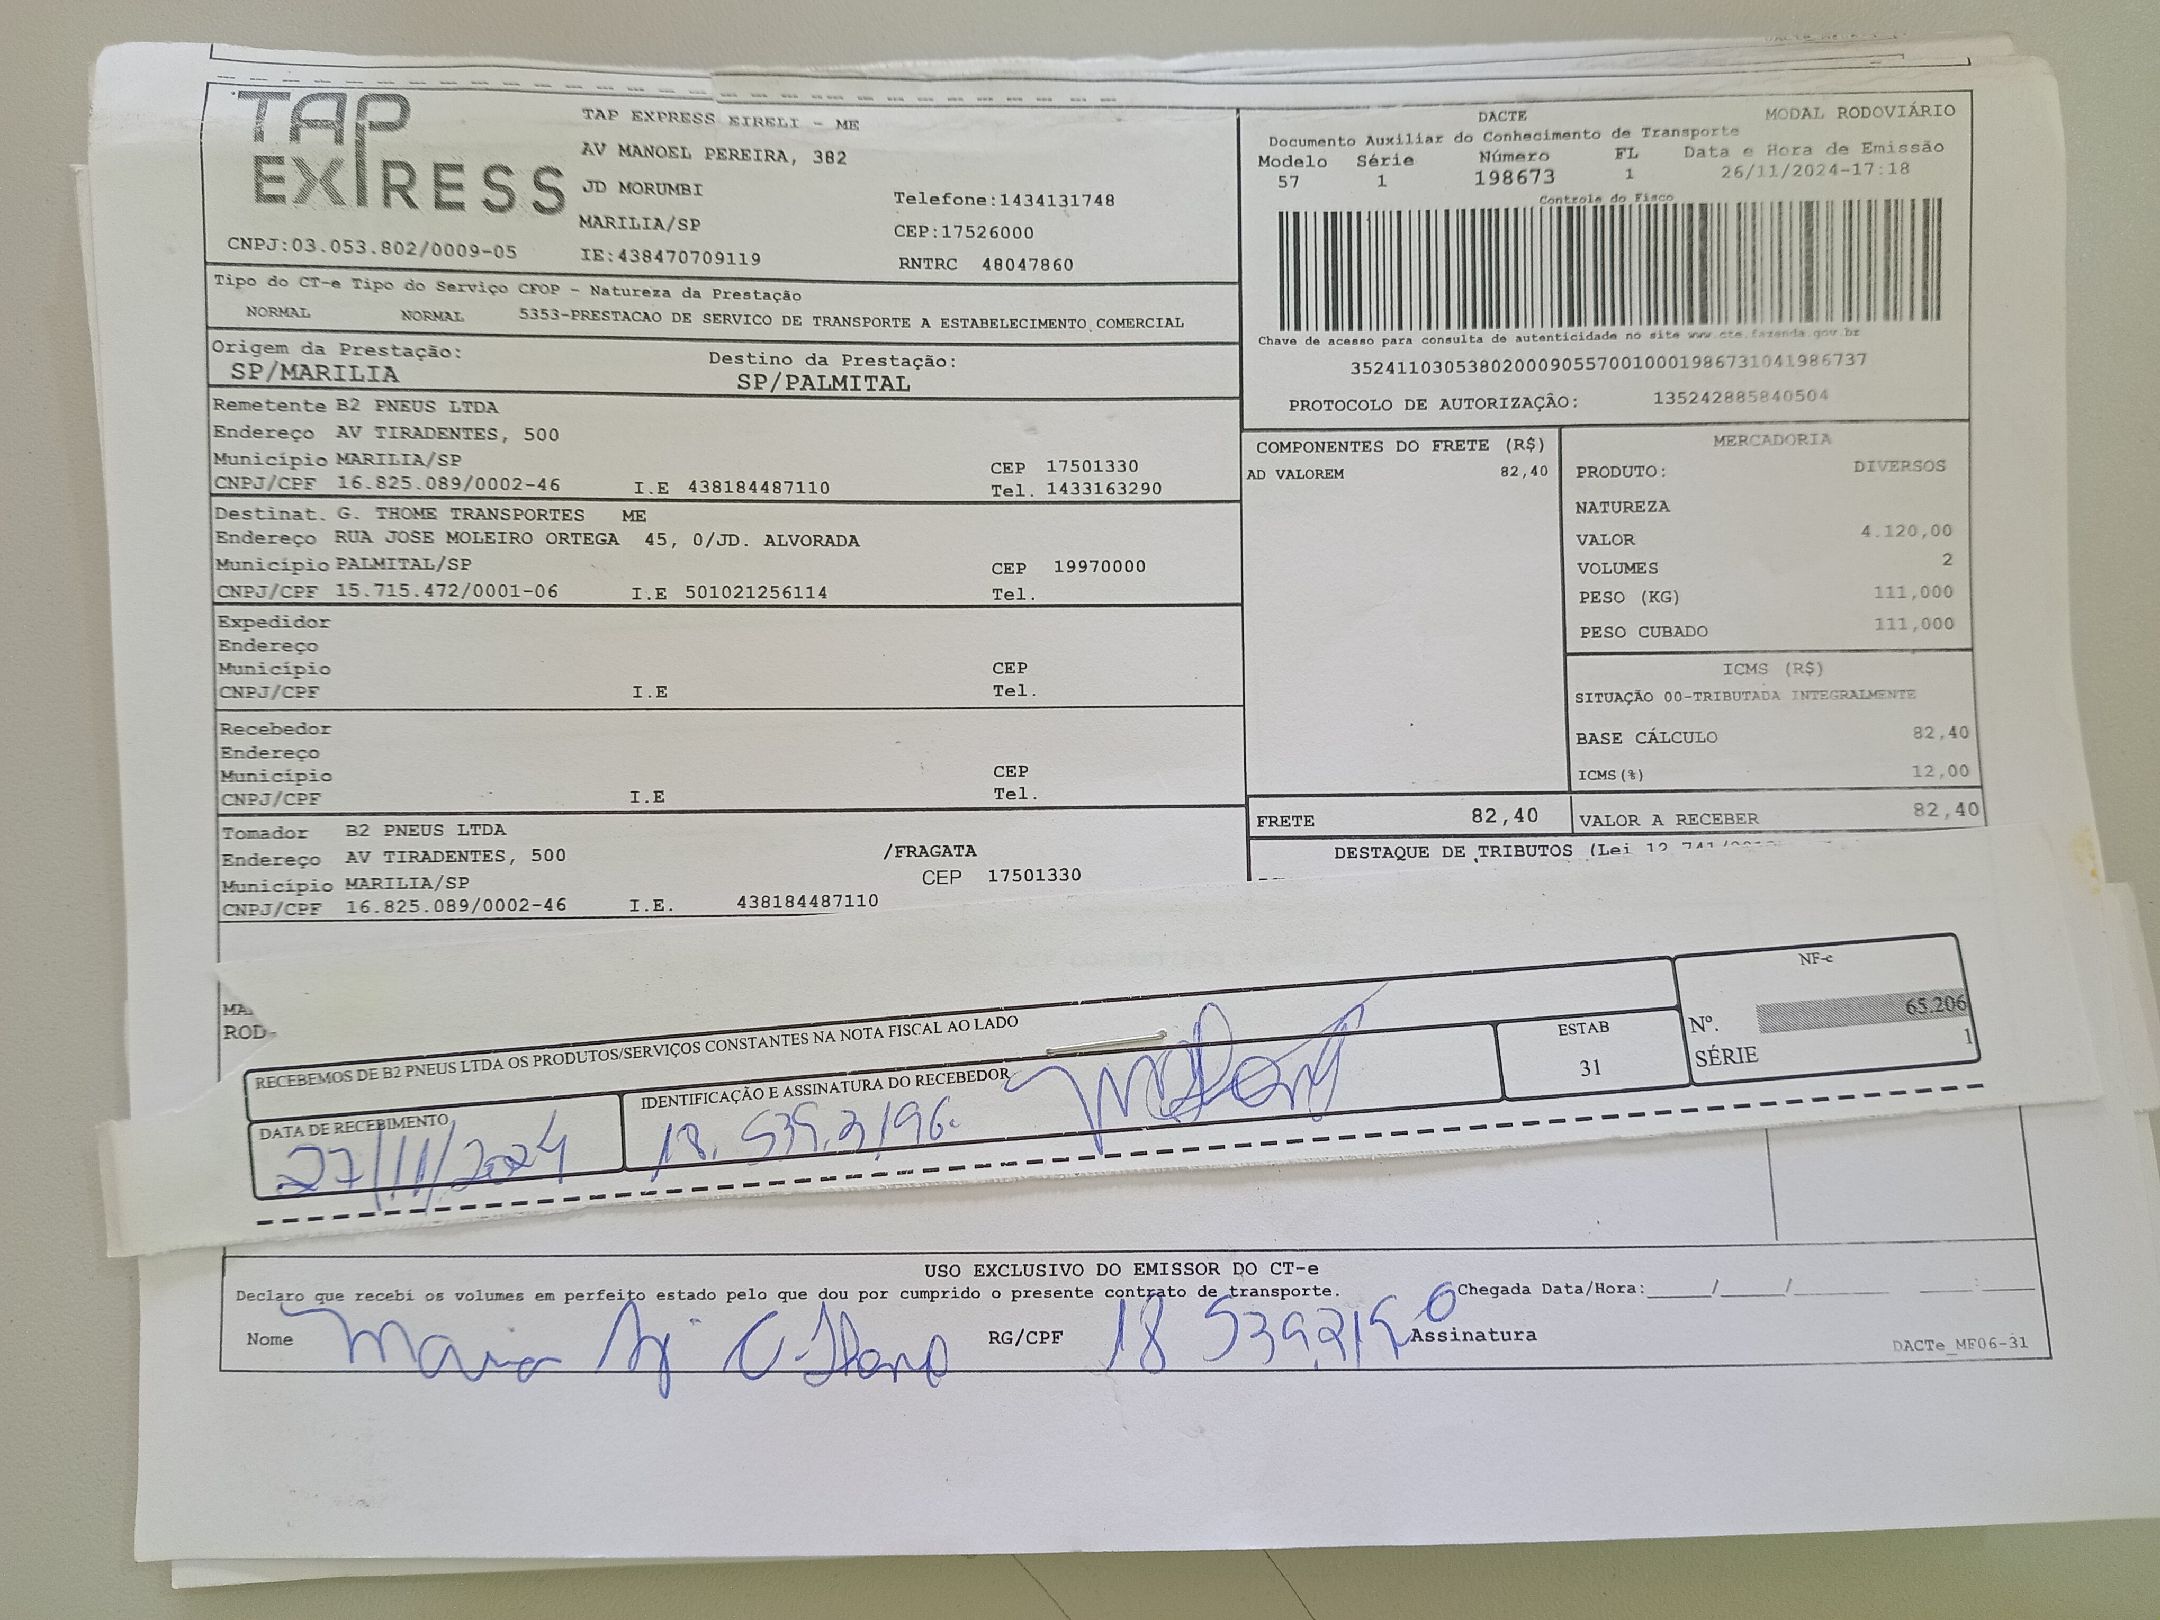 TAP
EXPRESS
TAP EXPRESS EIRELI - ME
AV MANOEL PEREIRA, 382
JD MORUMBI
MARILIA/SP
Telefone:1434131748
CEP:17526000
CNPJ:03.053.802/0009-05 IE:438470709119 RNTRC 48047860
DACTE MODAL RODOVIÁRIO
Documento Auxiliar do Conhecimento de Transporte
Modelo Série Número FL Data e Hora de Emissão
57 1 198673 1 26/11/2024-17:18
Controle do Fisco
Chave de acesso para consulta de autenticidade no site www.cte.fazenda.gov.br
35241103053802000905570010001986731041986737
PROTOCOLO DE AUTORIZAÇÃO: 135242885840504
Tipo do CT-e Tipo do Serviço CFOP - Natureza da Prestação
NORMAL NORMAL 5353-PRESTACAO DE SERVICO DE TRANSPORTE A ESTABELECIMENTO COMERCIAL
Origem da Prestação: Destino da Prestação:
SP/MARILIA SP/PALMITAL
Remetente B2 PNEUS LTDA
Endereço AV TIRADENTES, 500
Município MARILIA/SP CEP 17501330
CNPJ/CPF 16.825.089/0002-46 I.E 438184487110 Tel. 1433163290
Destinat. G. THOME TRANSPORTES ME
Endereço RUA JOSE MOLEIRO ORTEGA 45, 0/JD. ALVORADA
Município PALMITAL/SP CEP 19970000
CNPJ/CPF 15.715.472/0001-06 I.E 501021256114 Tel.
Expedidor
Endereço
Município CEP
CNPJ/CPF I.E Tel.
Recebedor
Endereço
Município CEP
CNPJ/CPF I.E Tel.
Tomador B2 PNEUS LTDA
Endereço AV TIRADENTES, 500 /FRAGATA
Município MARILIA/SP CEP 17501330
CNPJ/CPF 16.825.089/0002-46 I.E. 438184487110
COMPONENTES DO FRETE (R$)
AD VALOREM 82,40
MERCADORIA
PRODUTO: DIVERSOS
NATUREZA
VALOR 4.120,00
VOLUMES 2
PESO (KG) 111,000
PESO CUBADO 111,000
ICMS (R$)
SITUAÇÃO 00-TRIBUTADA INTEGRALMENTE
BASE CÁLCULO 82,40
ICMS(%) 12,00
FRETE 82,40 VALOR A RECEBER 82,40
DESTAQUE DE TRIBUTOS (Lei
ROD
RECEBEMOS DE B2 PNEUS LTDA OS PRODUTOS/SERVIÇOS CONSTANTES NA NOTA FISCAL AO LADO
DATA DE RECEBIMENTO
27/11/2024
IDENTIFICAÇÃO E ASSINATURA DO RECEBEDOR
ESTAB
31
NF-e
Nº. 65.206
SÉRIE 1
USO EXCLUSIVO DO EMISSOR DO CT-e
Declaro que recebi os volumes em perfeito estado pelo que dou por cumprido o presente contrato de transporte. Chegada Data/Hora:
Nome RG/CPF Assinatura
DACTe_MF06-31